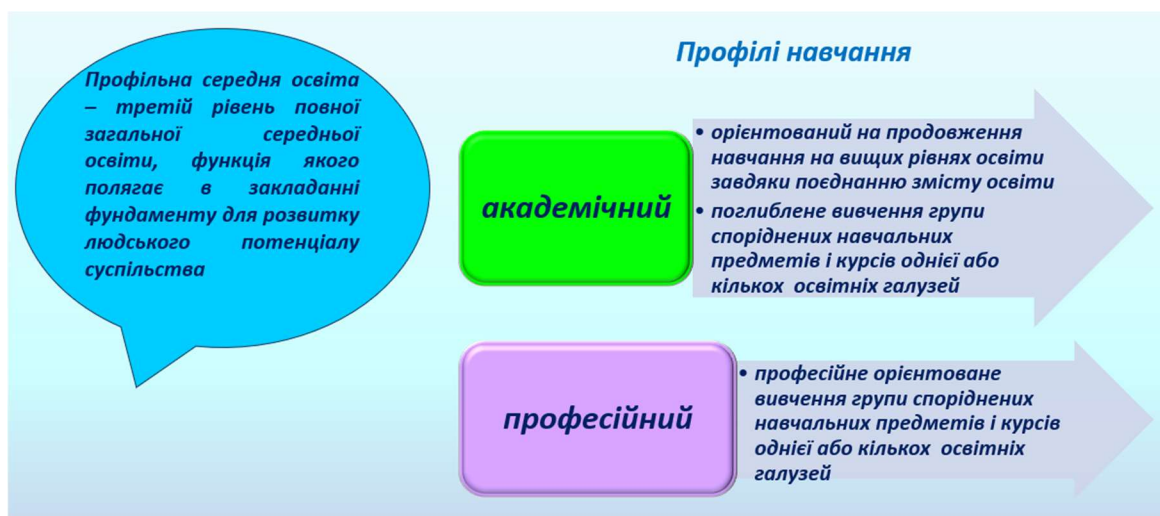 Профільна середня освіта
– третій рівень повної
загальної середньої
освіти, функція якого
полягає в закладанні
фундаменту для розвитку
людського потенціалу
суспільства
Профілі навчання
академічний
• орієнтований на продовження
навчання на вищих рівнях освіти
завдяки поєднанню змісту освіти
• поглиблене вивчення групи
споріднених навчальних
предметів і курсів однієї або
кількох освітніх галузей
професійний
• професійне орієнтоване
вивчення групи споріднених
навчальних предметів і курсів
однієї або кількох освітніх
галузей